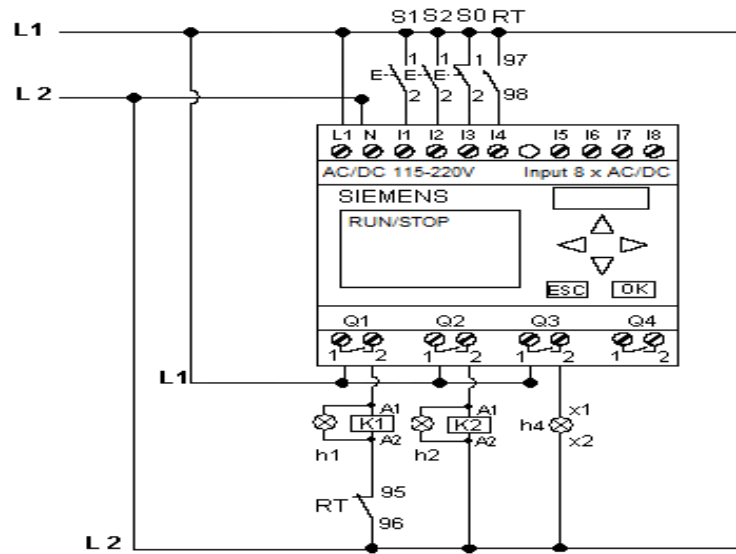 S1 S2 S0 RT
L1
1 1 1 97
E E E
2 2 2 98
L 2
L1 N I1 I2 I3 I4 I5 I6 I7 I8
AC/DC 115-220V Input 8 x AC/DC
SIEMENS
RUN/STOP
ESC OK
Q1 Q2 Q3 Q4
1 2 1 2 1 2 1 2
L1
A1 A1 x1
K1 K2 h4
A2 A2 x2
h1 h2
95
RT
96
L 2